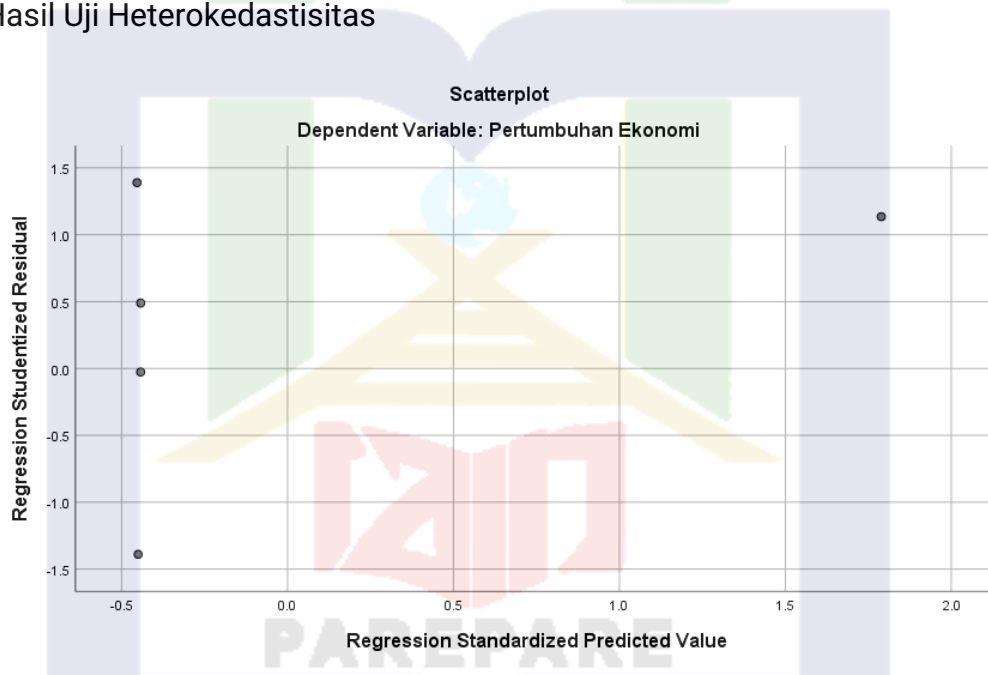 Hasil Uji Heterokedastisitas
Scatterplot
Dependent Variable: Pertumbuhan Ekonomi
Regression Studentized Residual
1.5
1.0
0.5
0.0
-0.5
-1.0
-1.5
-0.5 0.0 0.5 1.0 1.5 2.0
Regression Standardized Predicted Value
PAREPARE